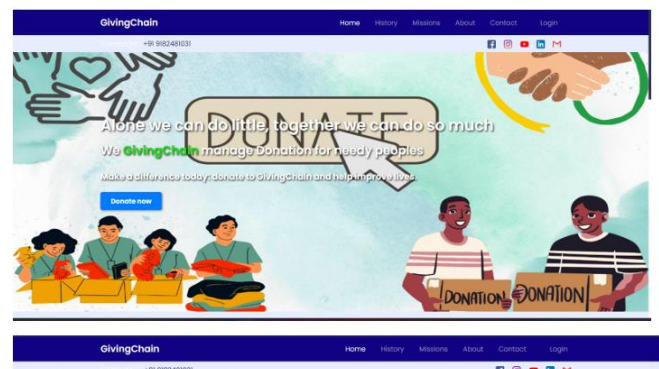 GivingChain Home History Missions About Contact Login
+91 9182481031
DONATE
Alone we can do little, together we can do so much
We GivingChain manage Donation for needy peoples
Make a difference today: donate to GivingChain and help improve lives.
Donate now
DONATION DONATION
GivingChain Home History Missions About Contact Login